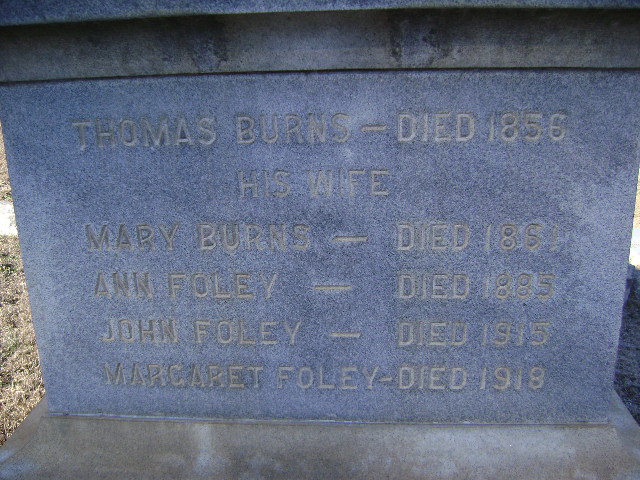 THOMAS BURNS — DIED 1856
HIS WIFE
MARY BURNS — DIED
ANN FOLEY — DIED 1885
JOHN FOLEY — DIED 1915
MARGARET FOLEY - DIED 1918